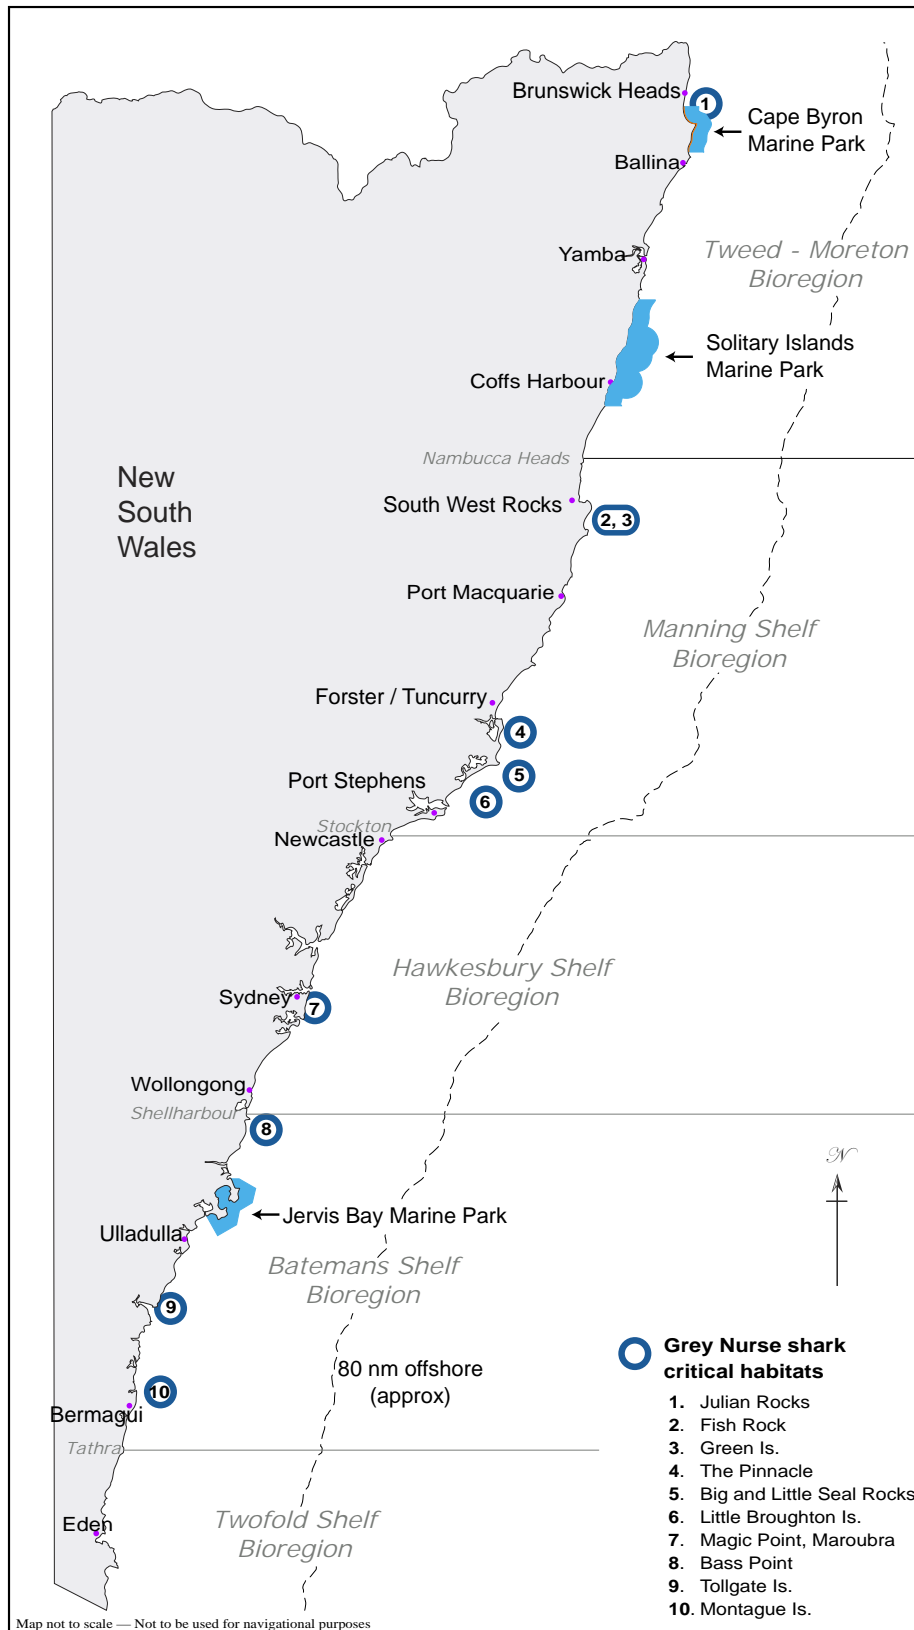 Brunswick Heads
1
Cape Byron
Marine Park
Ballina
Yamba
Tweed - Moreton
Bioregion
Solitary Islands
Marine Park
Coffs Harbour
Nambucca Heads
New
South
Wales
South West Rocks
2, 3
Port Macquarie
Manning Shelf
Bioregion
Forster / Tuncurry
4
5
Port Stephens
6
Stockton
Newcastle
Hawkesbury Shelf
Bioregion
Sydney
7
Wollongong
Shellharbour
8
N
Jervis Bay Marine Park
Ulladulla
Batemans Shelf
Bioregion
9
80 nm offshore
(approx)
10
Bermagui
Tathra
Eden
Twofold Shelf
Bioregion
Grey Nurse shark
critical habitats
1. Julian Rocks
2. Fish Rock
3. Green Is.
4. The Pinnacle
5. Big and Little Seal Rocks
6. Little Broughton Is.
7. Magic Point, Maroubra
8. Bass Point
9. Tollgate Is.
10. Montague Is.
Map not to scale — Not to be used for navigational purposes